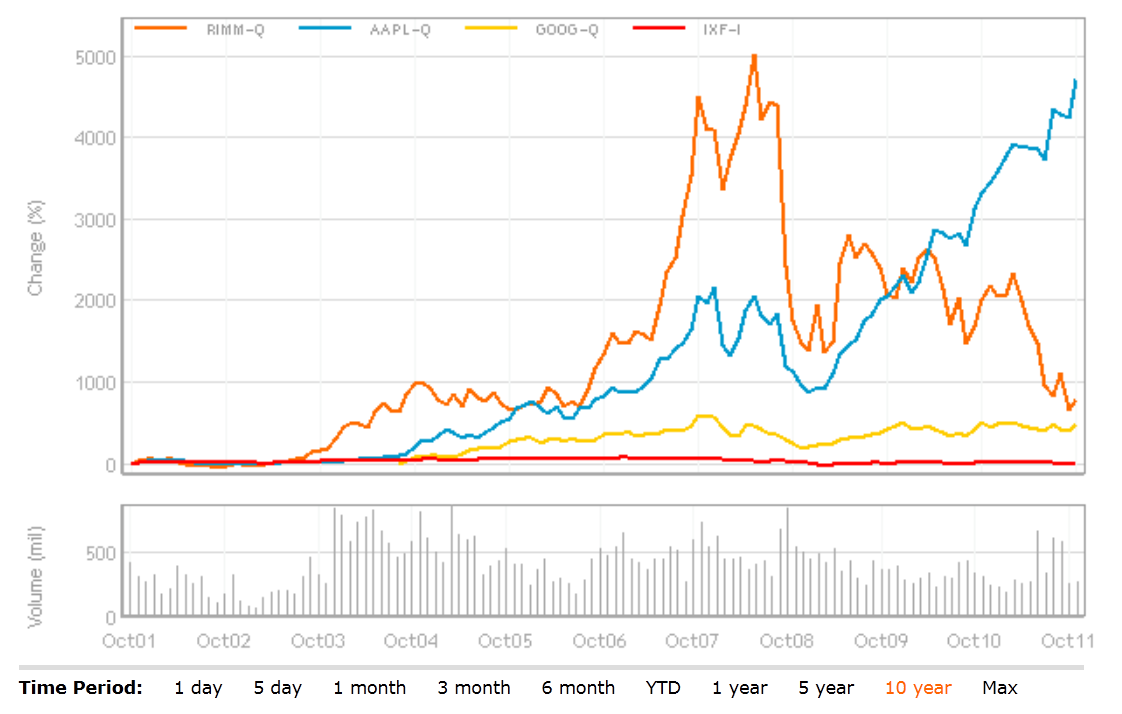 RIMM-Q AAPL-Q GOOG-Q IXF-I
5000
4000
3000
2000
1000
0
Change (%)
500
0
Volume (mil)
Oct01 Oct02 Oct03 Oct04 Oct05 Oct06 Oct07 Oct08 Oct09 Oct10 Oct11
Time Period: 1 day 5 day 1 month 3 month 6 month YTD 1 year 5 year 10 year Max